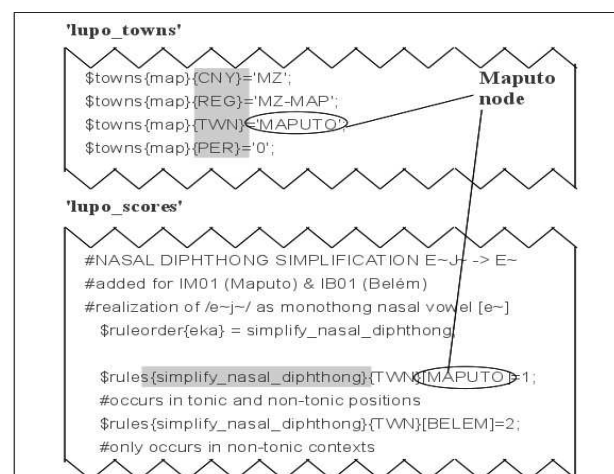 'lupo_towns'
$towns{map}{CNY}='MZ';
$towns{map}{REG}='MZ-MAP';
$towns{map}{TWN}='MAPUTO';
$towns{map}{PER}='0';
Maputo
node
'lupo_scores'
#NASAL DIPHTHONG SIMPLIFICATION E~J~ -> E~
#added for IM01 (Maputo) & IB01 (Belém)
#realization of /e~j~/ as monothong nasal vowel [e~]
$ruleorder{eka} = simplify_nasal_diphthong;
$rules{simplify_nasal_diphthong}{TWN}[MAPUTO]=1;
#occurs in tonic and non-tonic positions
$rules{simplify_nasal_diphthong}{TWN}[BELEM]=2;
#only occurs in non-tonic contexts